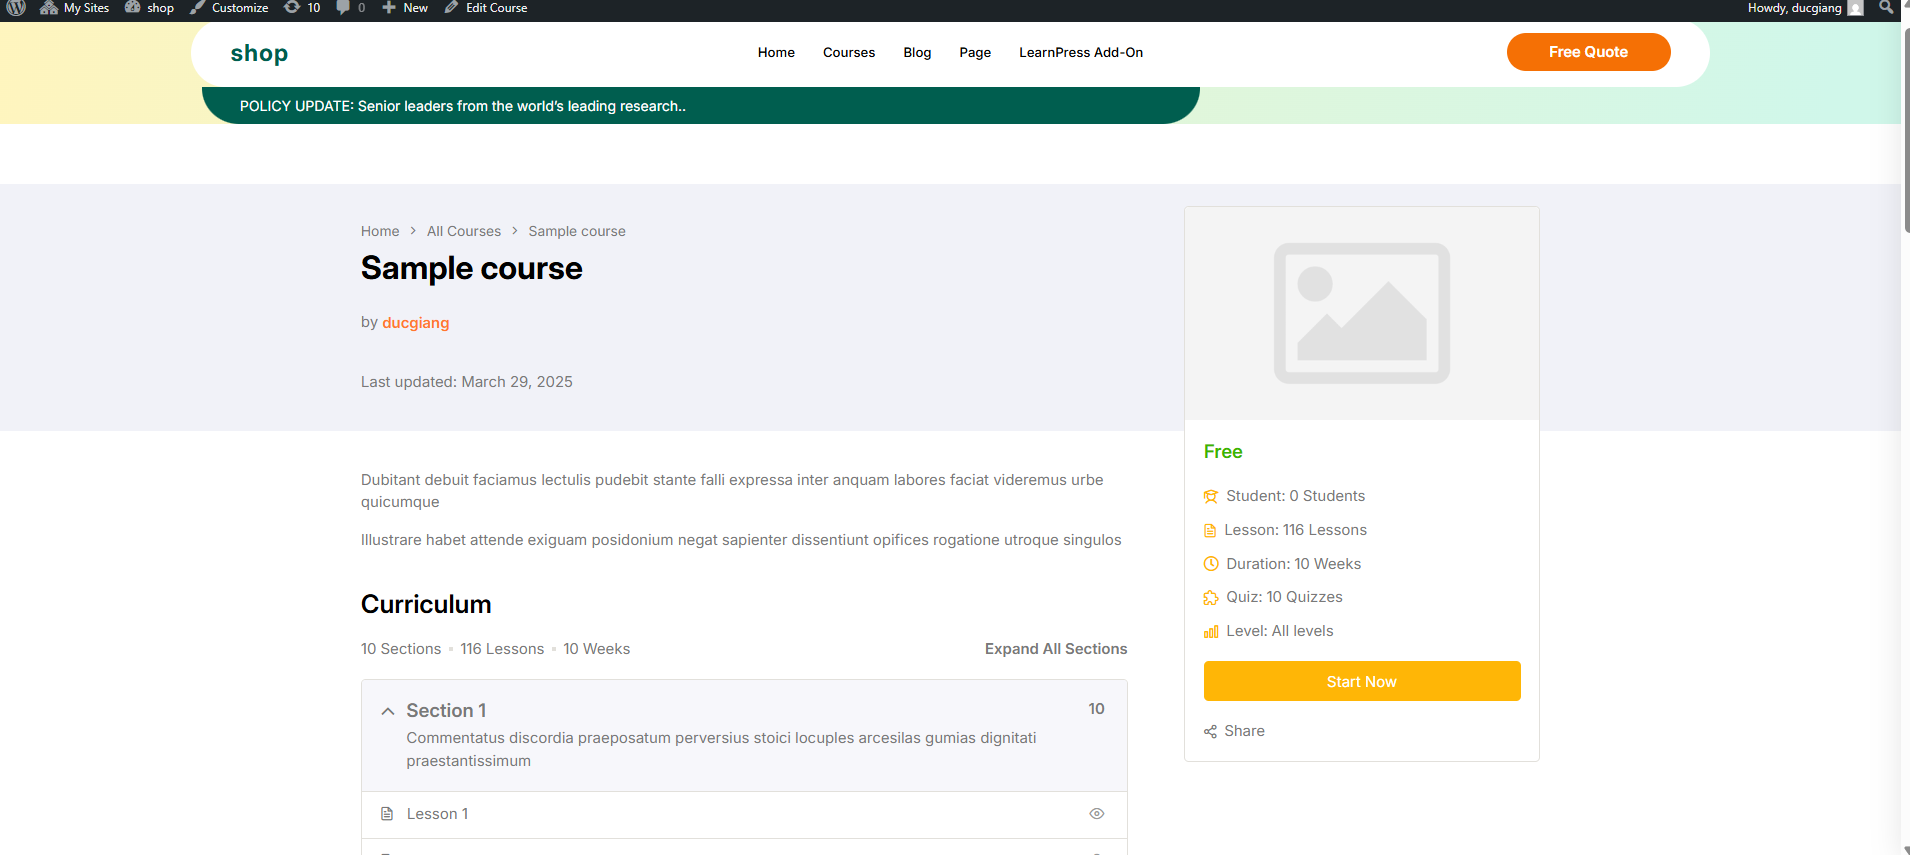 My Sites shop Customize 10 0 New Edit Course Howdy, ducgiang
shop Home Courses Blog Page LearnPress Add-On Free Quote
POLICY UPDATE: Senior leaders from the world's leading research..
Home > All Courses > Sample course
Sample course
by ducgiang
Last updated: March 29, 2025
Dubitant debuit faciamus lectulis pudebit stante falli expressa inter anquam labores faciat videremus urbe
quicumque
Illustrare habet attende exiguam posidonium negat sapienter dissentiunt opifices rogatione utroque singulos
Curriculum
10 Sections 116 Lessons 10 Weeks Expand All Sections
Section 1 10
Commentatus discordia praeposatum perversius stoici locuples arcesilas gumias dignitati
praestantissimum
Lesson 1
Free
Student: 0 Students
Lesson: 116 Lessons
Duration: 10 Weeks
Quiz: 10 Quizzes
Level: All levels
Start Now
Share